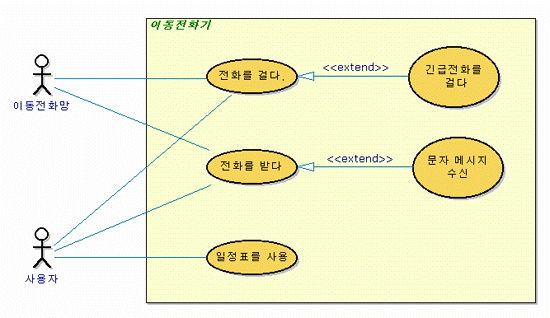 이동전화기
전화를 걸다.
<<extend>>
긴급전화를
걸다
이동전화망
전화를 받다
<<extend>>
문자 메시지
수신
일정표를 사용
사용자